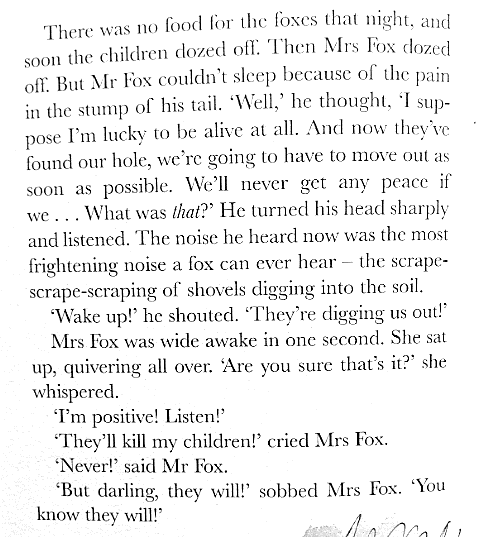 There was no food for the foxes that night, and
soon the children dozed off. Then Mrs Fox dozed
off. But Mr Fox couldn't sleep because of the pain
in the stump of his tail. 'Well,' he thought, 'I sup-
pose I'm lucky to be alive at all. And now they've
found our hole, we're going to have to move out as
soon as possible. We'll never get any peace if
we . . . What was that?' He turned his head sharply
and listened. The noise he heard now was the most
frightening noise a fox can ever hear – the scrape-
scrape-scraping of shovels digging into the soil.
'Wake up!' he shouted. 'They're digging us out!'
Mrs Fox was wide awake in one second. She sat
up, quivering all over. 'Are you sure that's it?' she
whispered.
'I'm positive! Listen!'
'They'll kill my children!' cried Mrs Fox.
'Never!' said Mr Fox.
'But darling, they will!' sobbed Mrs Fox. 'You
know they will!'